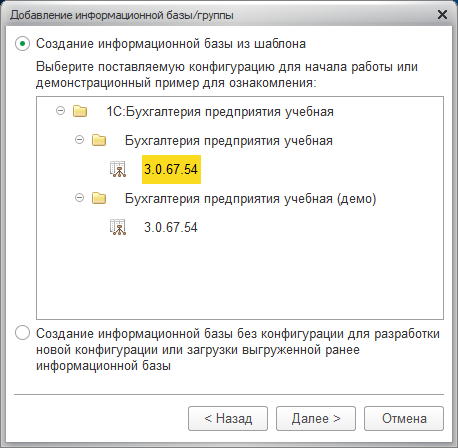 Добавление информационной базы/группы
Создание информационной базы из шаблона
Выберите поставляемую конфигурацию для начала работы или
демонстрационный пример для ознакомления:
1С:Бухгалтерия предприятия учебная
Бухгалтерия предприятия учебная
3.0.67.54
Бухгалтерия предприятия учебная (демо)
3.0.67.54
Создание информационной базы без конфигурации для разработки
новой конфигурации или загрузки выгруженной ранее
информационной базы
< Назад Далее > Отмена